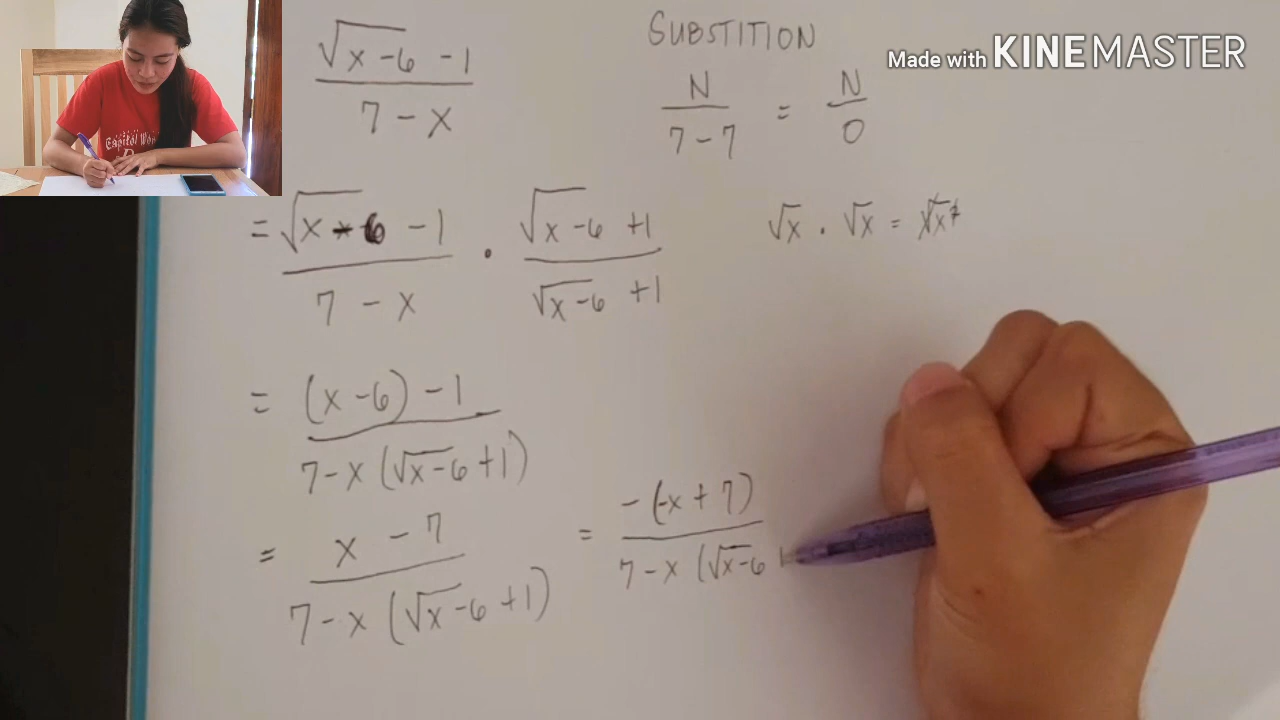 √x-6 -1
7 - x
SUBSTITION
N/7-7 = N/0
Made with KINEMASTER
Capitol
= √x-6 -1 / 7 - x · √x-6 +1 / √x-6 +1
√x · √x = √x²
= (x-6) -1 / 7-x (√x-6 +1)
= x - 7 / 7-x (√x-6 +1)
= -(-x + 7) / 7-x (√x-6